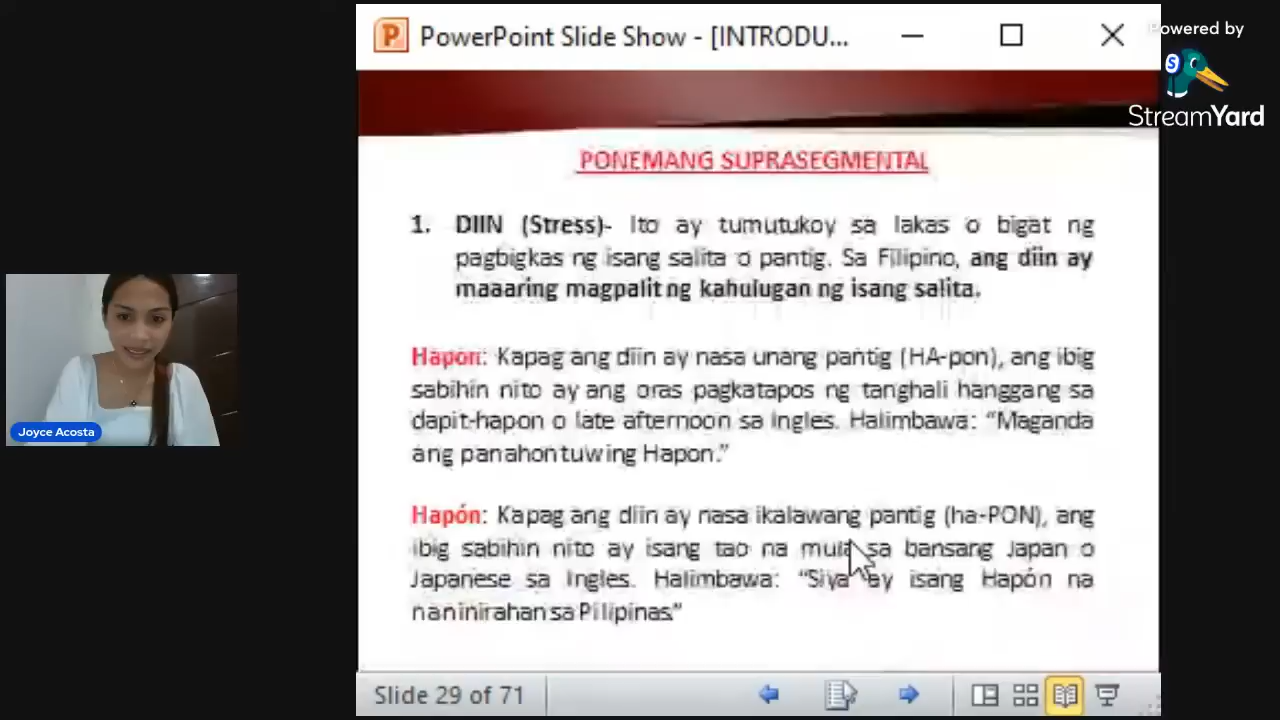 PowerPoint Slide Show - [INTRODU...
Powered by
StreamYard
PONEMANG SUPRASEGMENTAL
1. DIIN (Stress)- Ito ay tumutukoy sa lakas o bigat ng
pagbigkas ng isang salita o pantig. Sa Filipino, ang diin ay
maaaring magpalit ng kahulugan ng isang salita.
Hapon: Kapag ang diin ay nasa unang pantig (HA-pon), ang ibig
sabihin nito ay ang oras pagkatapos ng tanghali hanggang sa
dapit-hapon o late afternoon sa Ingles. Halimbawa: “Maganda
ang panahon tuwing Hapon.”
Hapón: Kapag ang diin ay nasa ikalawang pantig (ha-PON), ang
ibig sabihin nito ay isang tao na mula sa bansang Japan o
Japanese sa Ingles. Halimbawa: “Siya ay isang Hapón na
naninirahan sa Pilipinas.”
Joyce Acosta
Slide 29 of 71